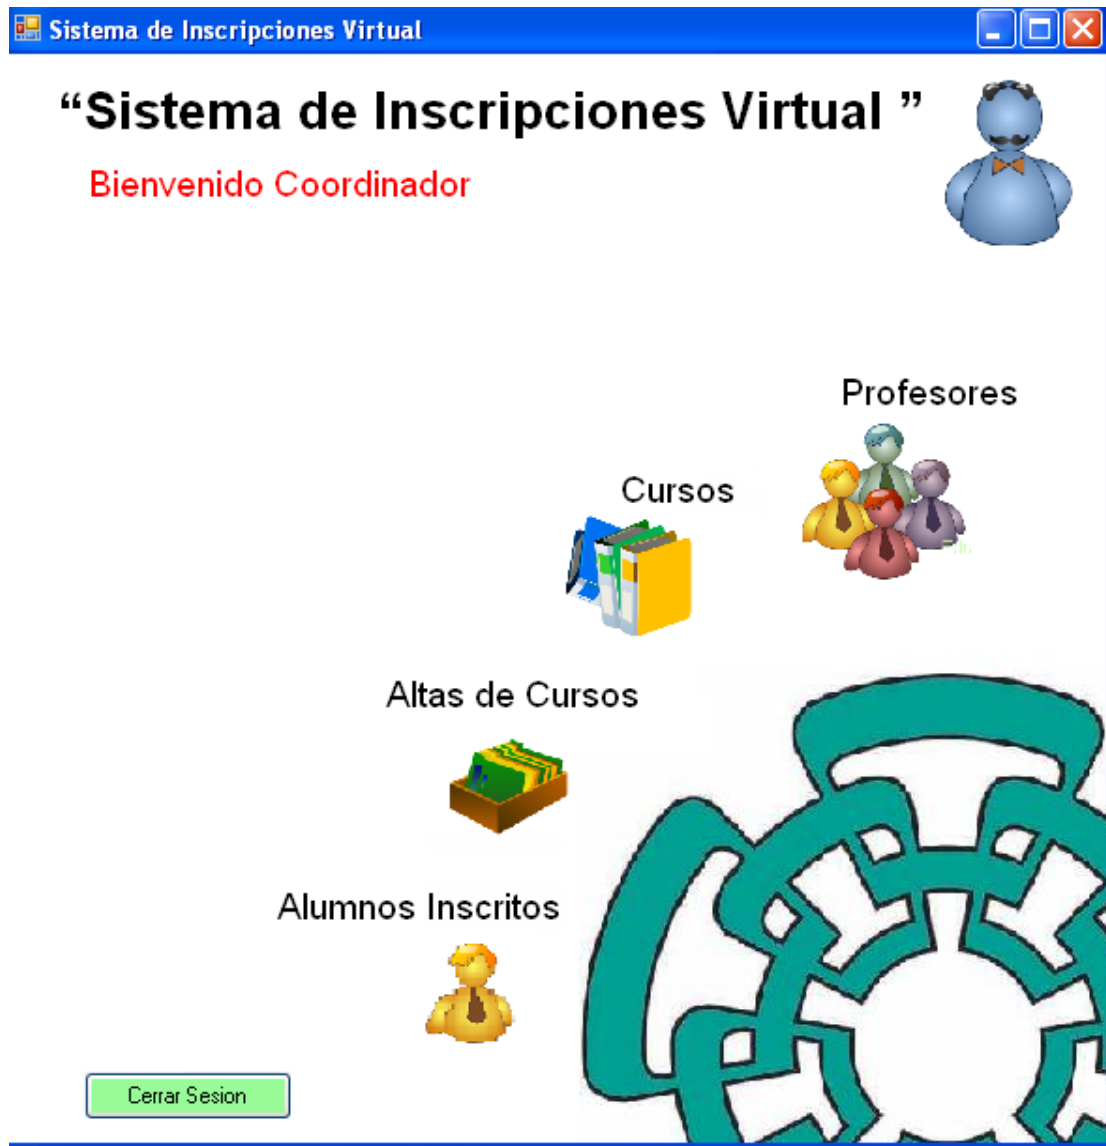 Sistema de Inscripciones Virtual
“Sistema de Inscripciones Virtual ”
Bienvenido Coordinador
Profesores
Cursos
Altas de Cursos
Alumnos Inscritos
Cerrar Sesion